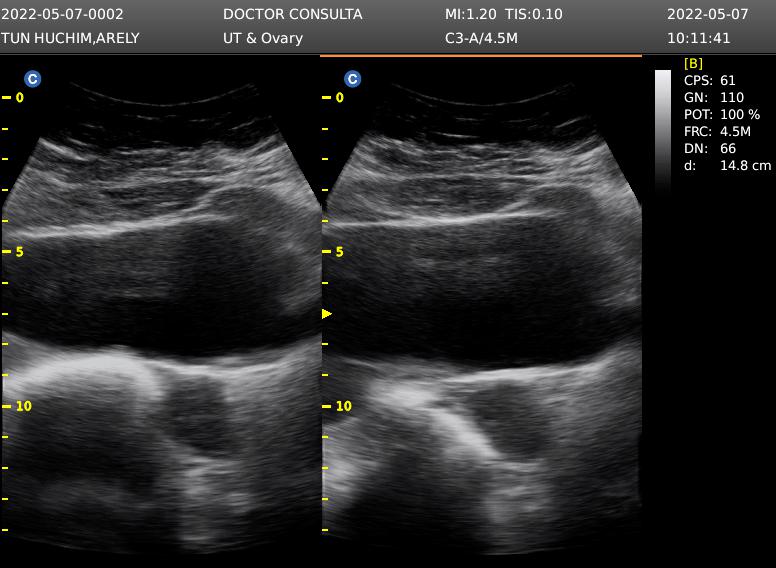 2022-05-07-0002 DOCTOR CONSULTA MI:1.20 TIS:0.10 2022-05-07
TUN HUCHIM,ARELY UT & Ovary C3-A/4.5M 10:11:41
[B]
CPS: 61
GN: 110
POT: 100 %
FRC: 4.5M
DN: 66
d: 14.8 cm
C
0
5
10
C
0
5
10